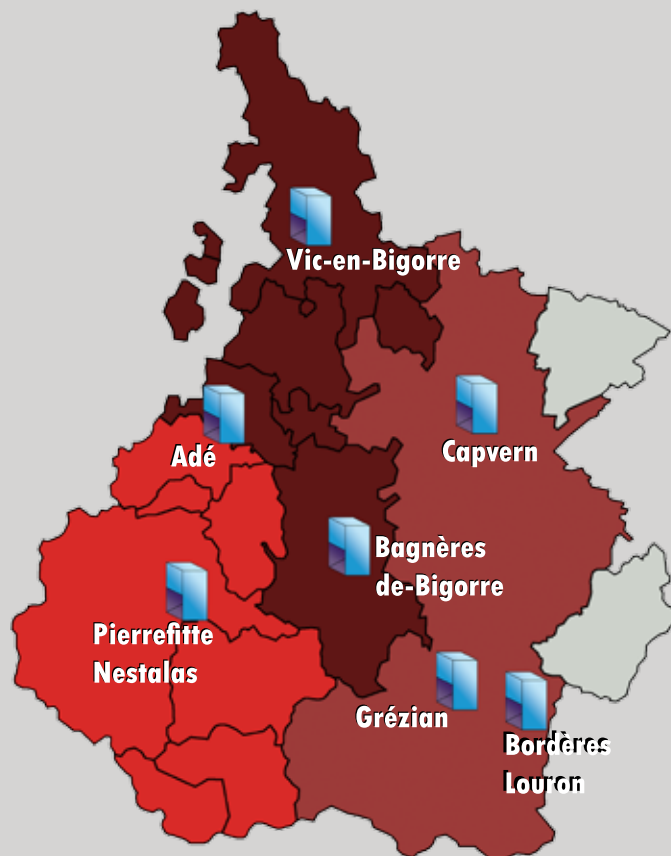 Vic-en-Bigorre
Adé
Capvern
Bagnères
de-Bigorre
Pierrefitte
Nestalas
Grézian
Bordères
Louron